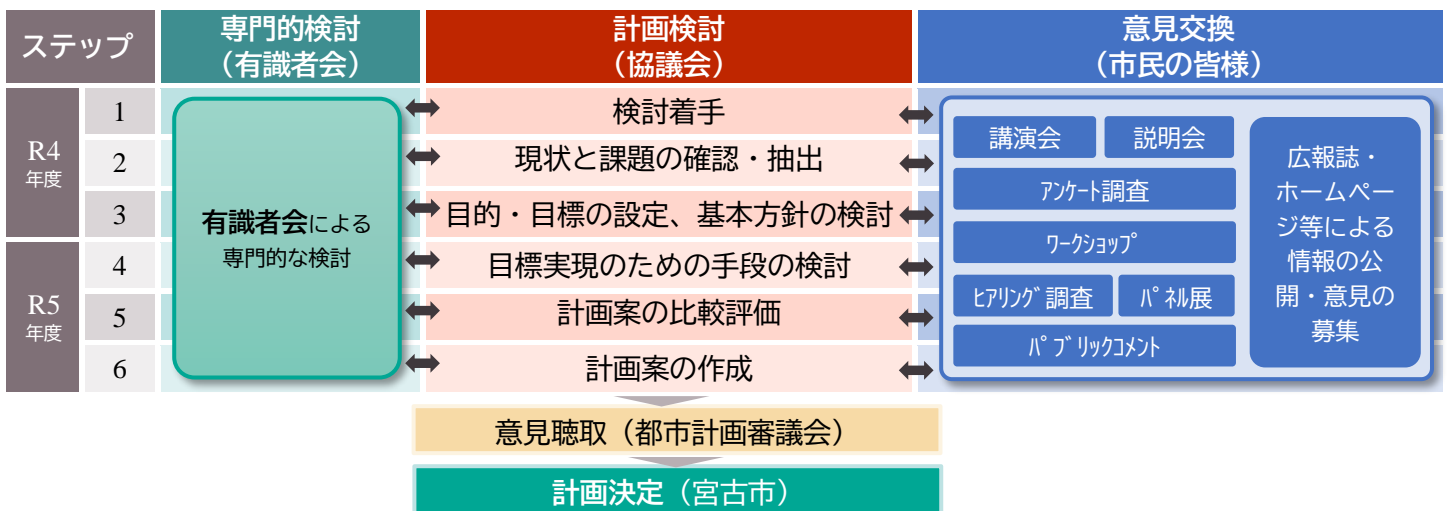 ステップ
専門的検討
（有識者会）
計画検討
（協議会）
意見交換
（市民の皆様）
R4
年度
1
検討着手
2
現状と課題の確認・抽出
3
目的・目標の設定、基本方針の検討
R5
年度
4
目標実現のための手段の検討
5
計画案の比較評価
6
計画案の作成
有識者会による
専門的な検討
講演会
説明会
ｱﾝｹｰﾄ調査
ﾜｰｸｼｮｯﾌﾟ
ﾋｱﾘﾝｸﾞ調査
ﾊﾟﾈﾙ展
ﾊﾟﾌﾞﾘｯｸｺﾒﾝﾄ
広報誌・
ホームペー
ジ等による
情報の公
開・意見の
募集
意見聴取（都市計画審議会）
計画決定（宮古市）